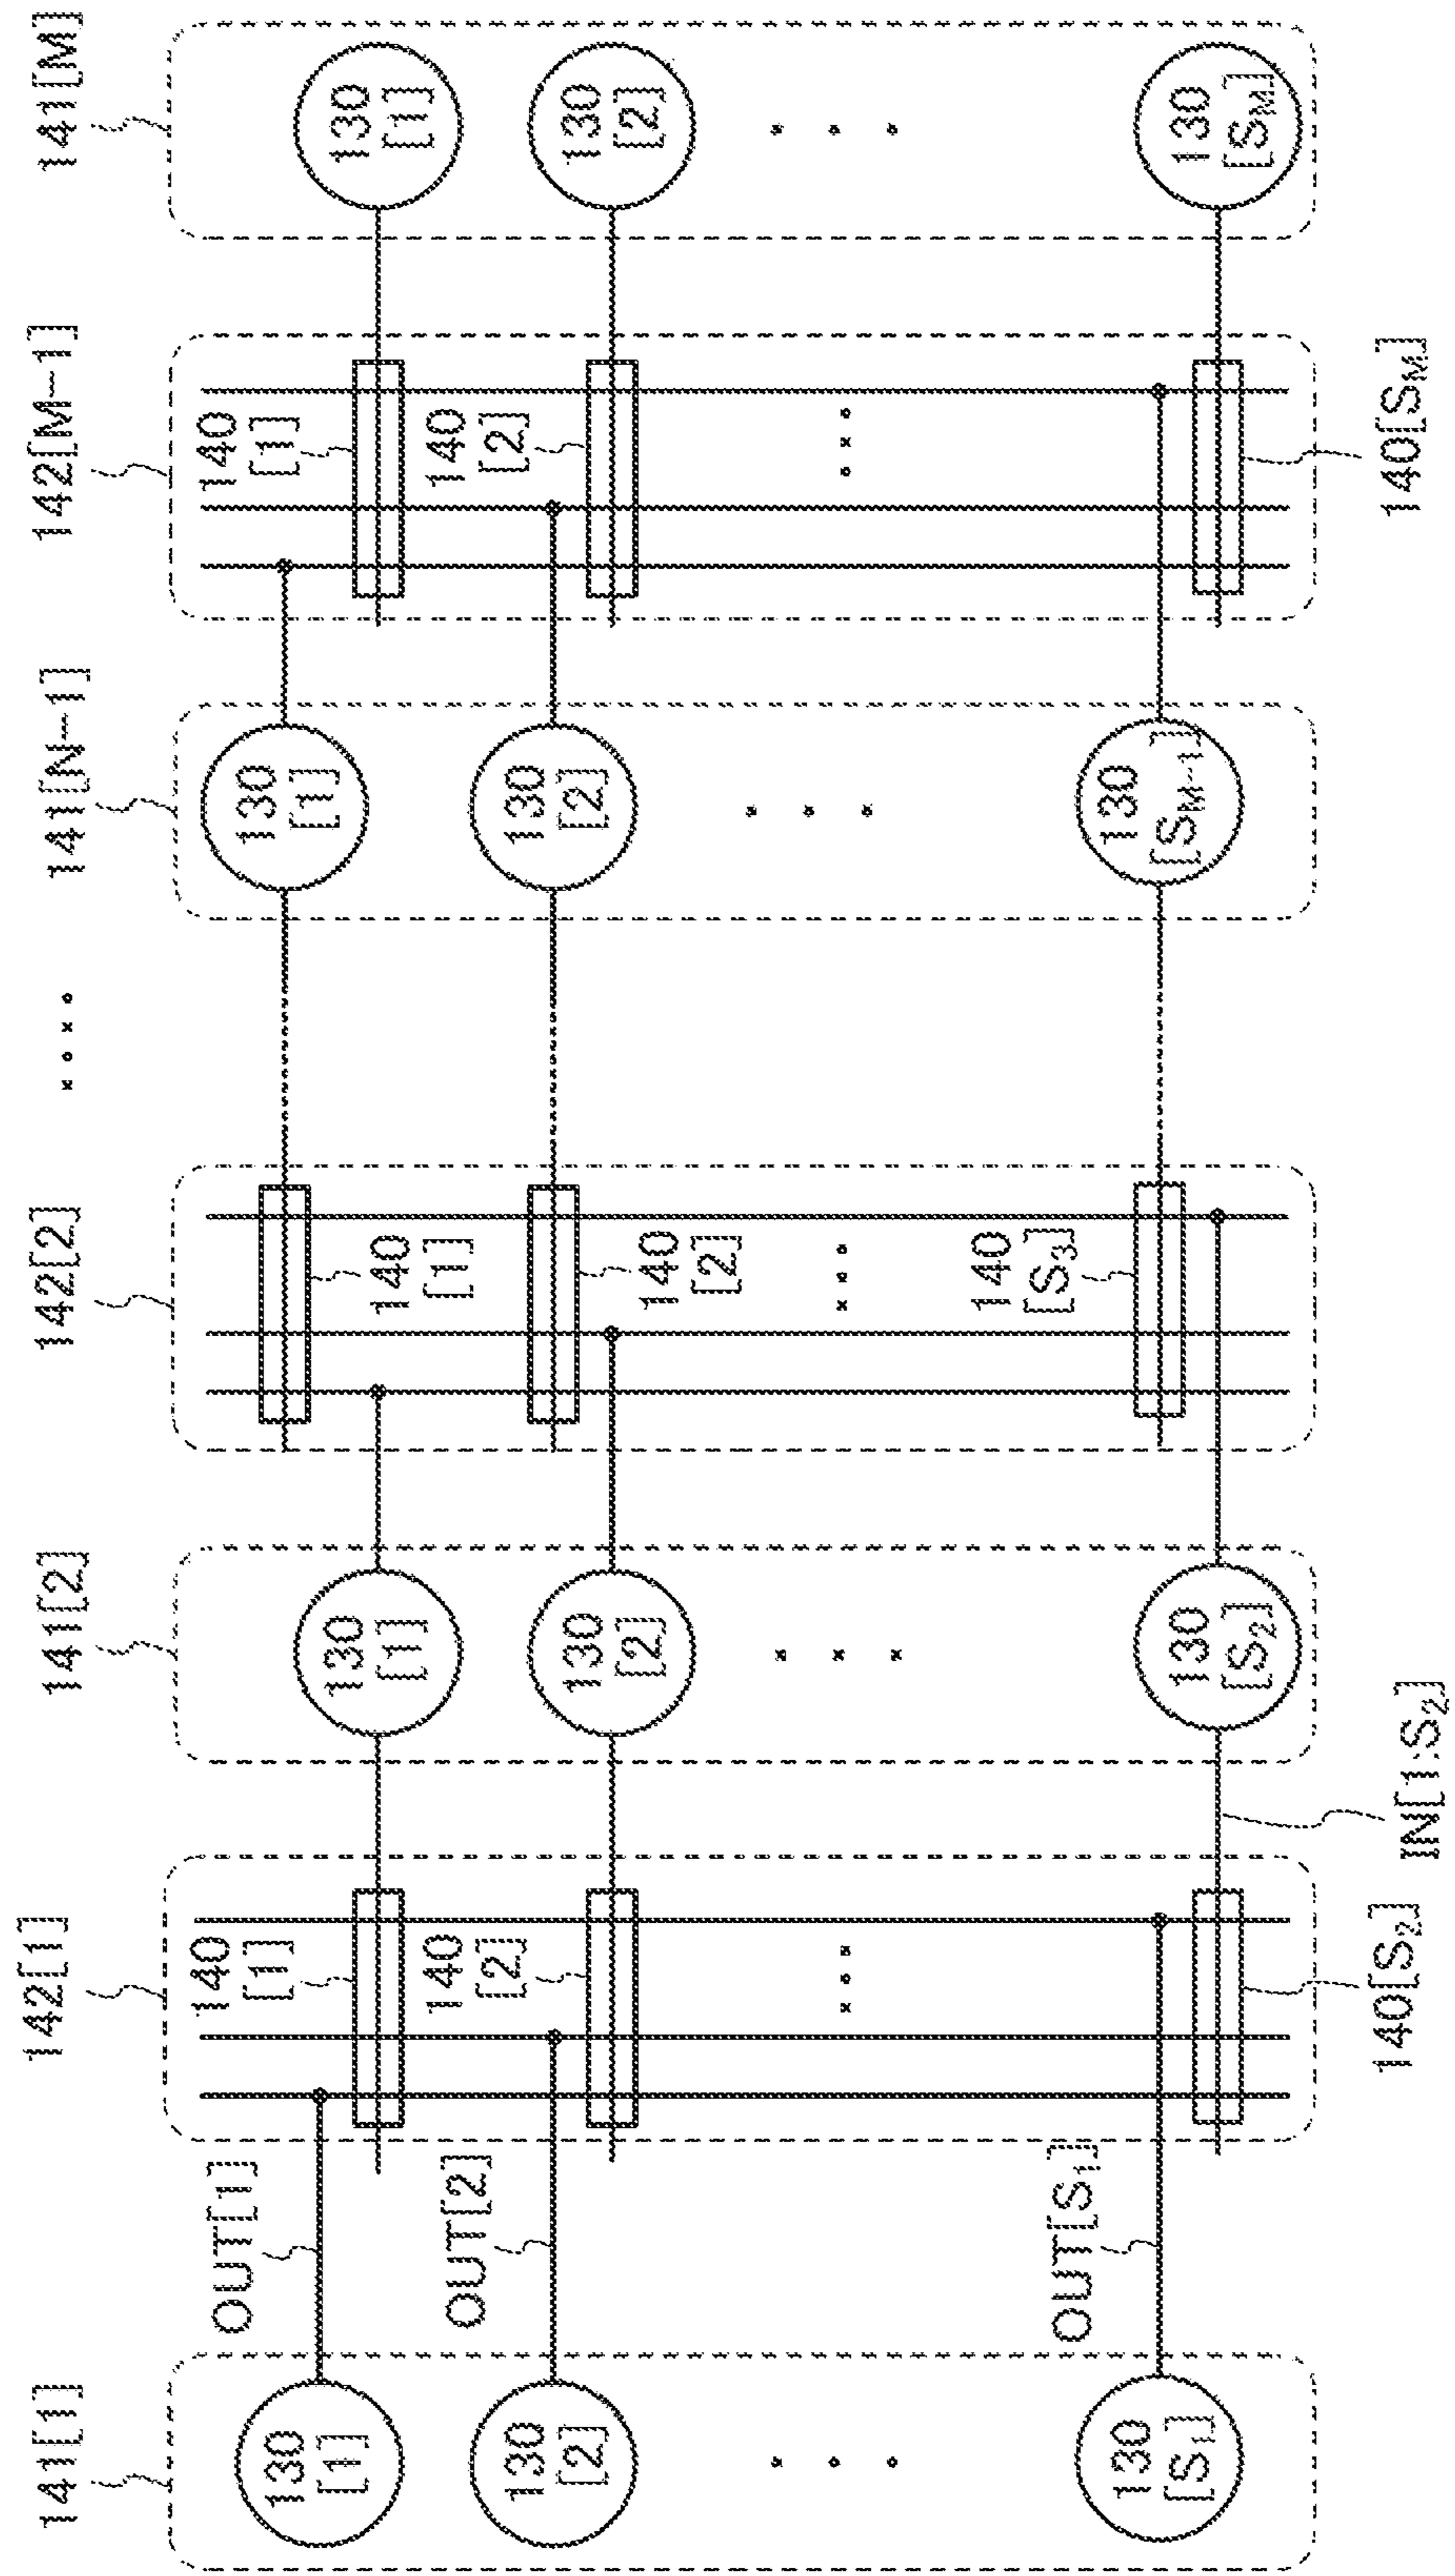 141[1]
142[1]
141[2]
142[2]
141[N-1]
142[M-1]
141[M]
130
[1]
130
[2]
130
[S1]
OUT[1]
OUT[2]
OUT[S1]
140
[1]
140
[2]
140[S2]
IN[1:S2]
130
[1]
130
[2]
130
[S2]
140
[1]
140
[2]
140
[S3]
130
[1]
130
[2]
130
[SM-1]
140
[1]
140
[2]
140[SM]
130
[1]
130
[2]
130
[SM]